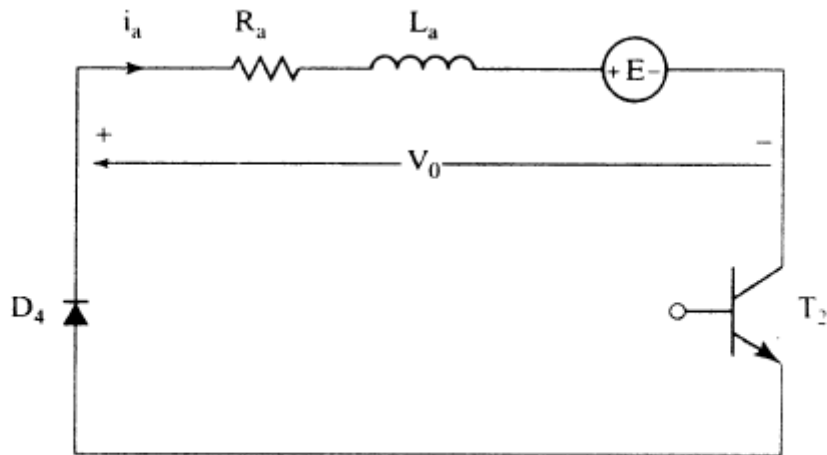 i_a R_a L_a
+ E −
+ −
V_0
D_4 T_2